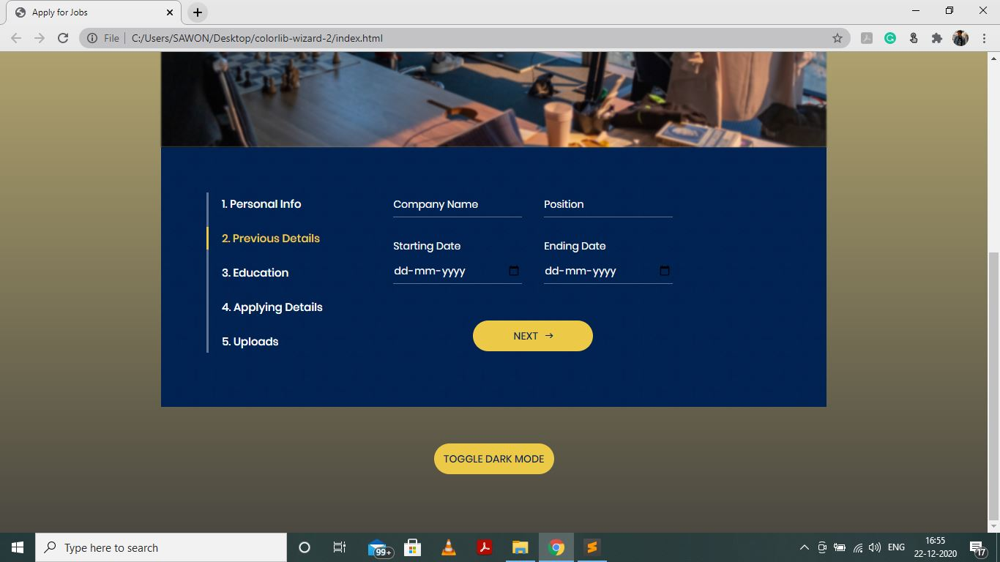 Apply for Jobs
File C:/Users/SAWON/Desktop/colorlib-wizard-2/index.html
1. Personal Info
2. Previous Details
3. Education
4. Applying Details
5. Uploads
Company Name Position
Starting Date Ending Date
dd-mm-yyyy dd-mm-yyyy
NEXT →
TOGGLE DARK MODE
Type here to search
99+
ENG
16:55
22-12-2020
17